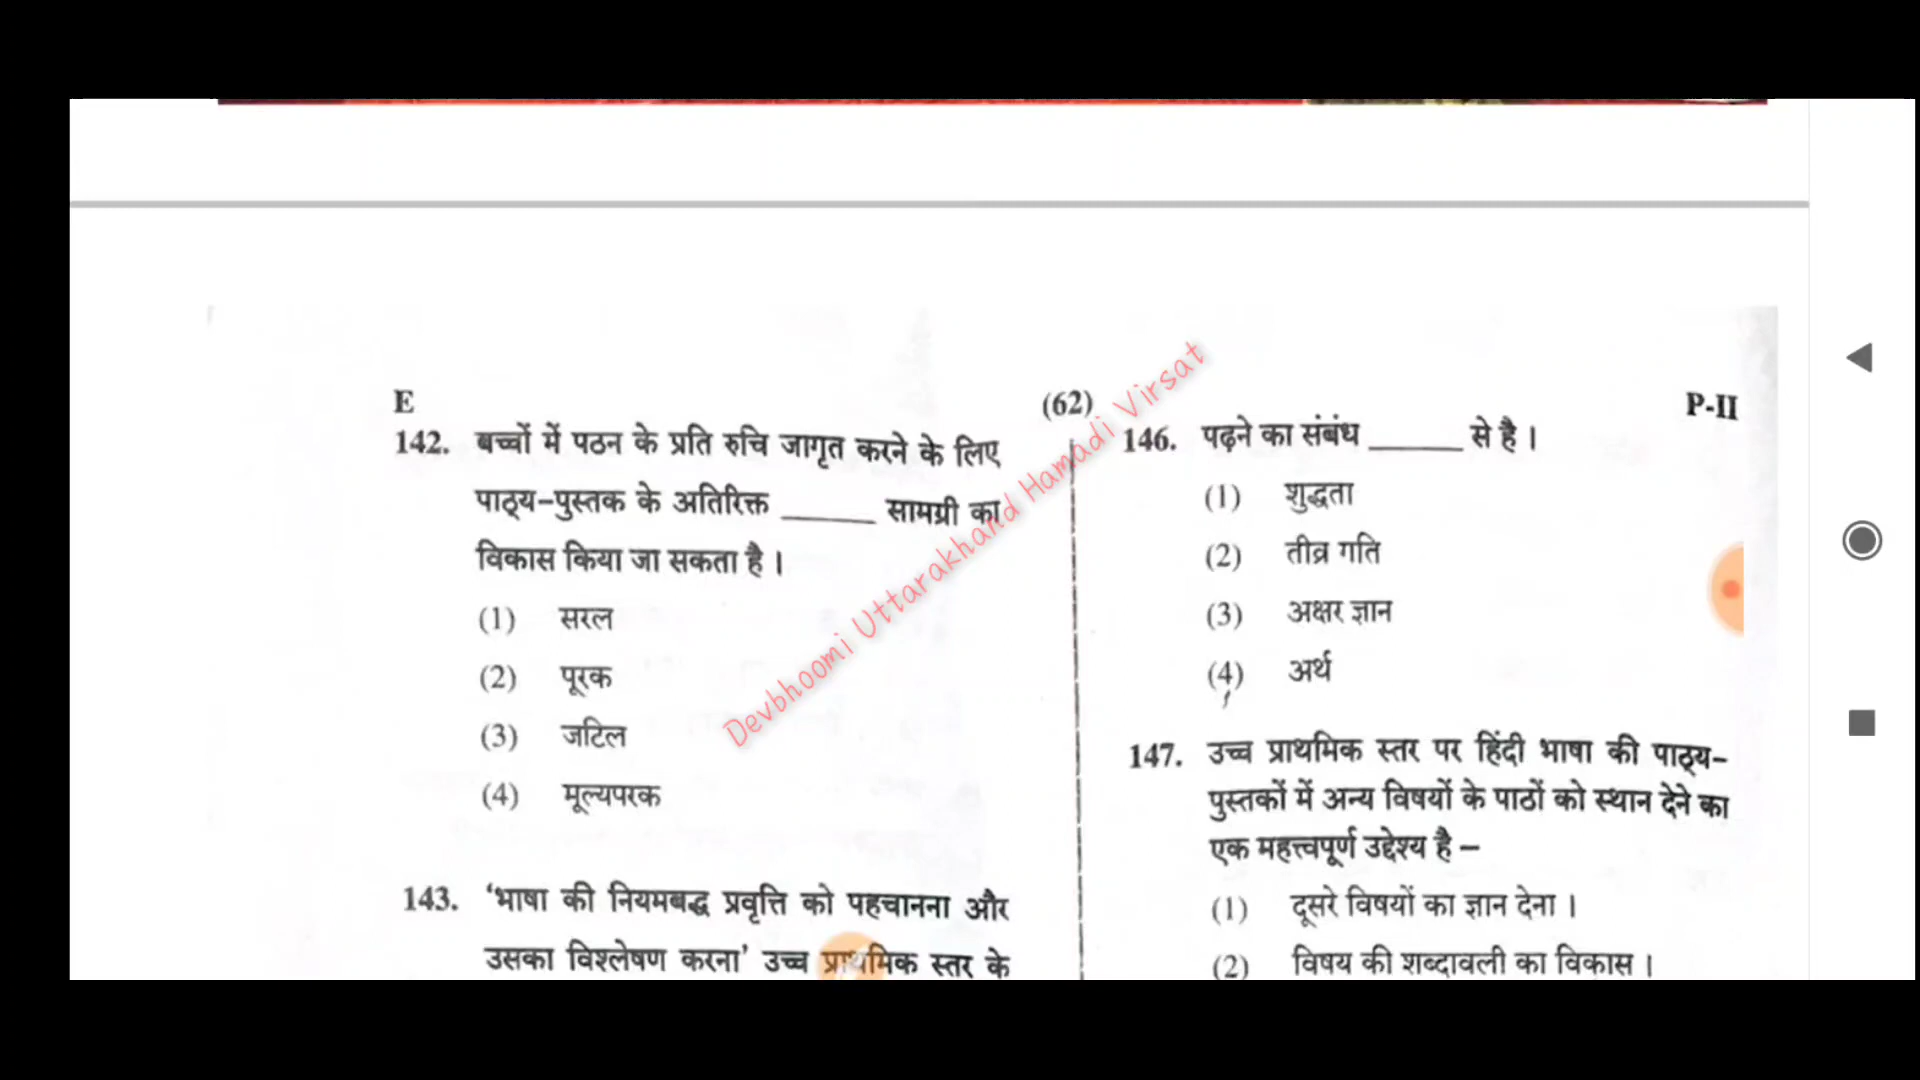 E
(62)
P-II
142. बच्चों में पठन के प्रति रुचि जागृत करने के लिए
पाठ्य-पुस्तक के अतिरिक्त ______ सामग्री का
विकास किया जा सकता है ।
(1) सरल
(2) पूरक
(3) जटिल
(4) मूल्यपरक
143. ‘भाषा की नियमबद्ध प्रवृत्ति को पहचानना और
उसका विश्लेषण करना’ उच्च प्राथमिक स्तर के
146. पढ़ने का संबंध ______ से है ।
(1) शुद्धता
(2) तीव्र गति
(3) अक्षर ज्ञान
(4) अर्थ
147. उच्च प्राथमिक स्तर पर हिंदी भाषा की पाठ्य-
पुस्तकों में अन्य विषयों के पाठों को स्थान देने का
एक महत्त्वपूर्ण उद्देश्य है –
(1) दूसरे विषयों का ज्ञान देना ।
(2) विषय की शब्दावली का विकास ।
Devbhoomi Uttarakhand Hamadi Virsat